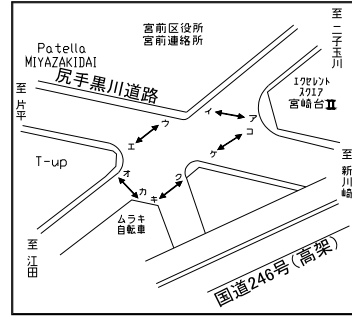 宮前区役所
宮前連絡所
至二子玉川
Patella
MIYAZAKIDAI
尻手黒川道路
エクセレント
スクエア
宮崎台Ⅱ
至片平
イ
ア
ウ
コ
エ
ケ
T-up
オ
ク
カ
キ
至新川崎
ムラキ
自転車
至江田
国道246号(高架)